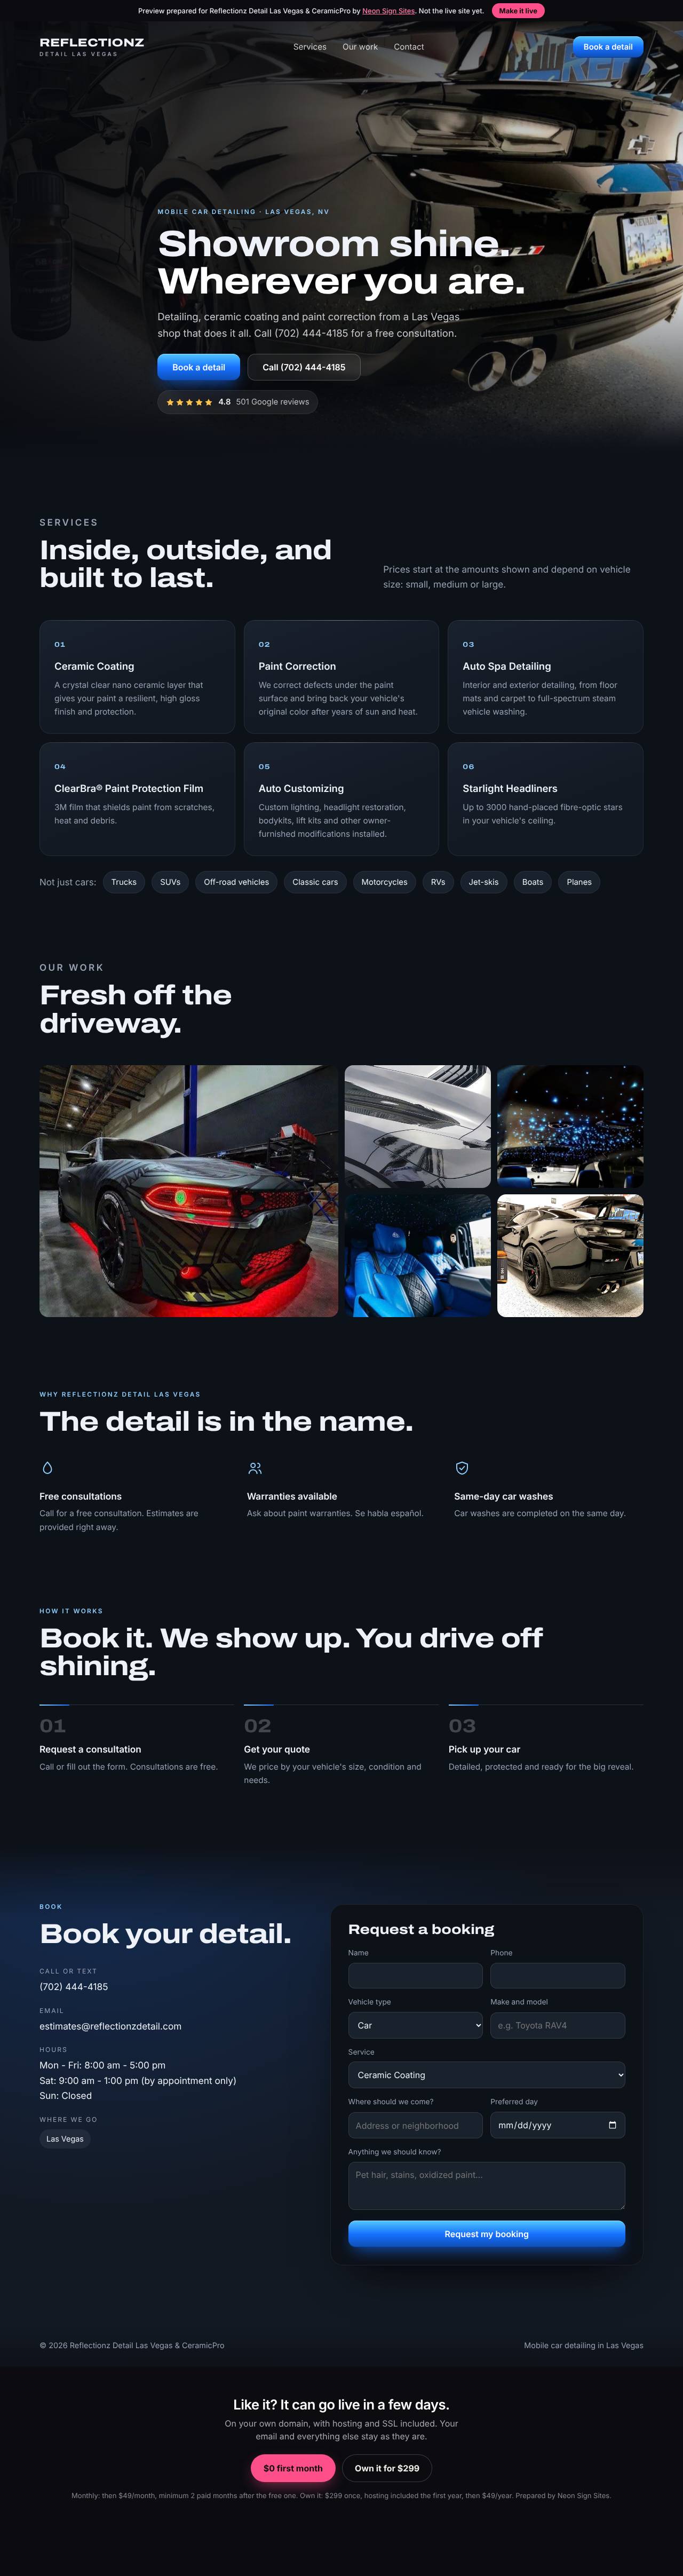 Preview prepared for Reflectionz Detail Las Vegas & CeramicPro by Neon Sign Sites. Not the live site yet. Make it live
REFLECTIONZ
DETAIL LAS VEGAS
Services Our work Contact
Book a detail
MOBILE CAR DETAILING · LAS VEGAS, NV
Showroom shine.
Wherever you are.
Detailing, ceramic coating and paint correction from a Las Vegas
shop that does it all. Call (702) 444-4185 for a free consultation.
Book a detail
Call (702) 444-4185
★★★★★ 4.8 501 Google reviews
SERVICES
Inside, outside, and
built to last.
Prices start at the amounts shown and depend on vehicle
size: small, medium or large.
01
Ceramic Coating
A crystal clear nano ceramic layer that
gives your paint a resilient, high gloss
finish and protection.
02
Paint Correction
We correct defects under the paint
surface and bring back your vehicle's
original color after years of sun and heat.
03
Auto Spa Detailing
Interior and exterior detailing, from floor
mats and carpet to full-spectrum steam
vehicle washing.
04
ClearBra® Paint Protection Film
3M film that shields paint from scratches,
heat and debris.
05
Auto Customizing
Custom lighting, headlight restoration,
bodykits, lift kits and other owner-
furnished modifications installed.
06
Starlight Headliners
Up to 3000 hand-placed fibre-optic stars
in your vehicle's ceiling.
Not just cars: Trucks SUVs Off-road vehicles Classic cars Motorcycles RVs Jet-skis Boats Planes
OUR WORK
Fresh off the
driveway.
WHY REFLECTIONZ DETAIL LAS VEGAS
The detail is in the name.
Free consultations
Call for a free consultation. Estimates are
provided right away.
Warranties available
Ask about paint warranties. Se habla español.
Same-day car washes
Car washes are completed on the same day.
HOW IT WORKS
Book it. We show up. You drive off
shining.
01
Request a consultation
Call or fill out the form. Consultations are free.
02
Get your quote
We price by your vehicle's size, condition and
needs.
03
Pick up your car
Detailed, protected and ready for the big reveal.
BOOK
Book your detail.
CALL OR TEXT
(702) 444-4185
EMAIL
estimates@reflectionzdetail.com
HOURS
Mon - Fri: 8:00 am - 5:00 pm
Sat: 9:00 am - 1:00 pm (by appointment only)
Sun: Closed
WHERE WE GO
Las Vegas
Request a booking
Name
Phone
Vehicle type
Car
Make and model
e.g. Toyota RAV4
Service
Ceramic Coating
Where should we come?
Address or neighborhood
Preferred day
mm/dd/yyyy
Anything we should know?
Pet hair, stains, oxidized paint...
Request my booking
© 2026 Reflectionz Detail Las Vegas & CeramicPro
Mobile car detailing in Las Vegas
Like it? It can go live in a few days.
On your own domain, with hosting and SSL included. Your
email and everything else stay as they are.
$0 first month
Own it for $299
Monthly: then $49/month, minimum 2 paid months after the free one. Own it: $299 once, hosting included the first year, then $49/year. Prepared by Neon Sign Sites.